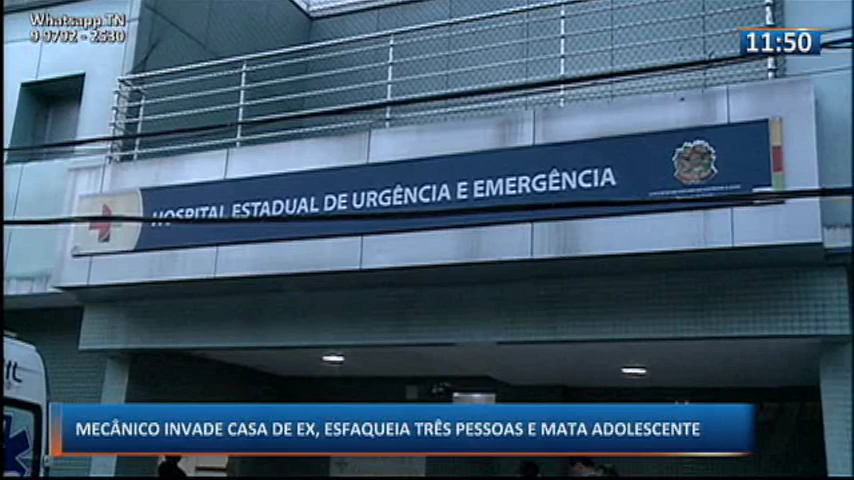 Whatsapp TN
9 9792 - 2530
11:50
HOSPITAL ESTADUAL DE URGÊNCIA E EMERGÊNCIA
MECÂNICO INVADE CASA DE EX, ESFAQUEIA TRÊS PESSOAS E MATA ADOLESCENTE